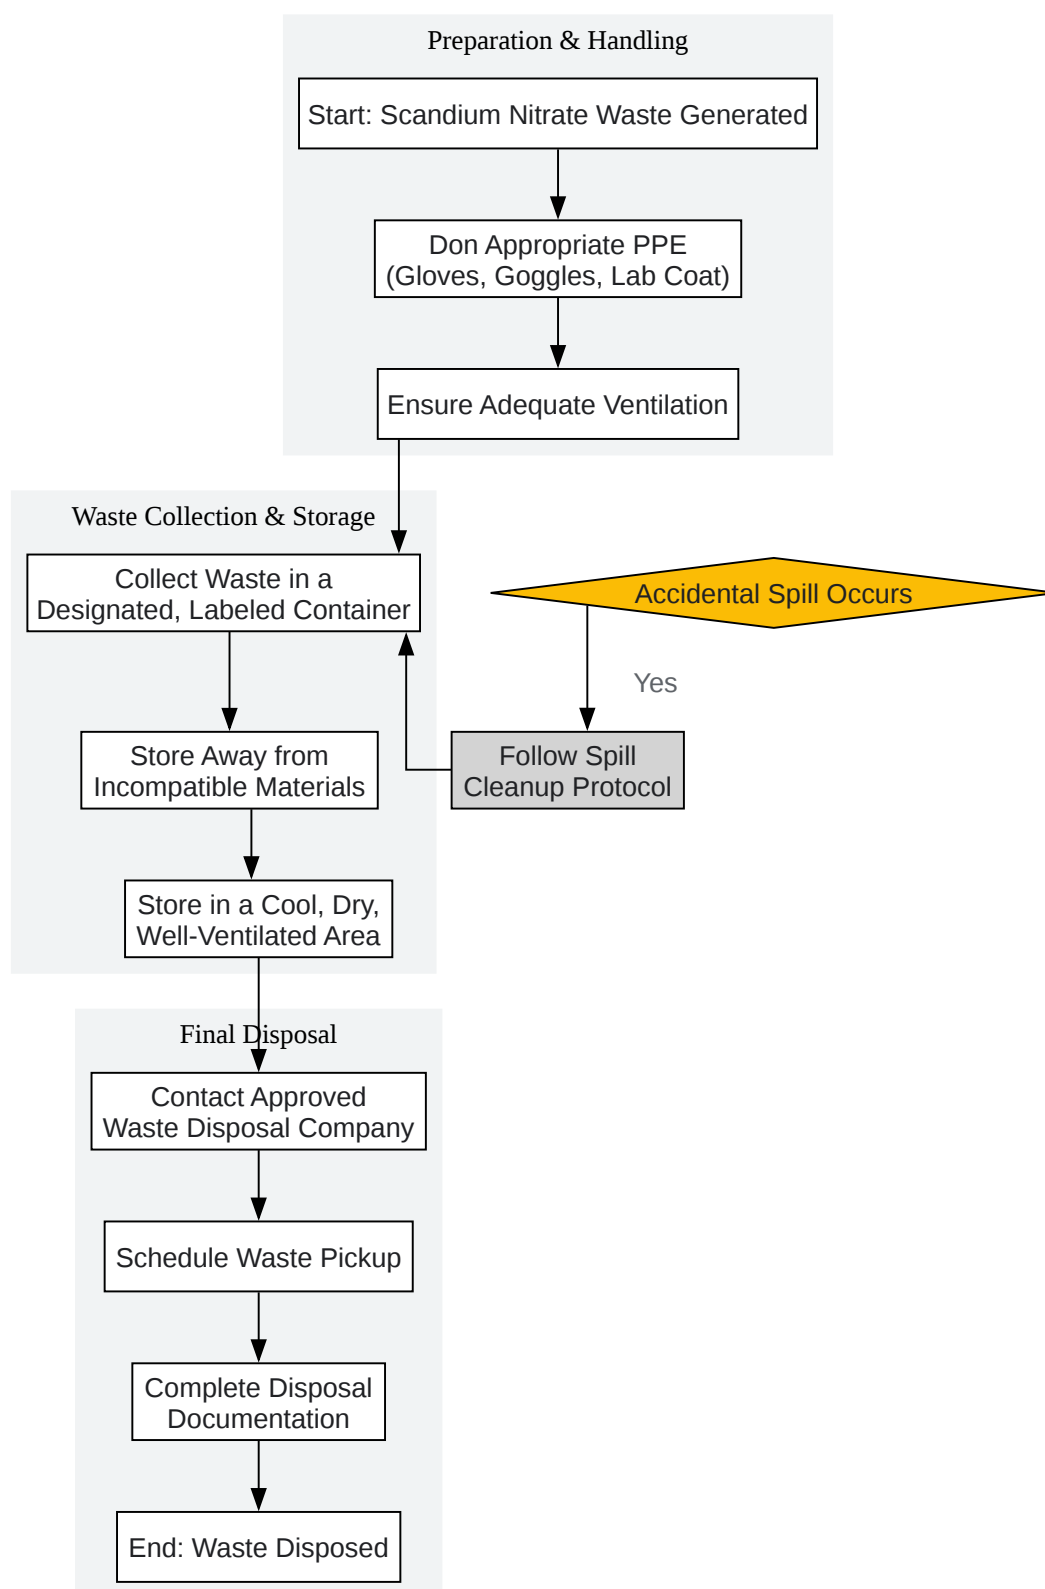 Preparation & Handling
Start: Scandium Nitrate Waste Generated
Don Appropriate PPE
(Gloves, Goggles, Lab Coat)
Ensure Adequate Ventilation
Waste Collection & Storage
Collect Waste in a
Designated, Labeled Container
Accidental Spill Occurs
Yes
Store Away from
Incompatible Materials
Follow Spill
Cleanup Protocol
Store in a Cool, Dry,
Well-Ventilated Area
Final Disposal
Contact Approved
Waste Disposal Company
Schedule Waste Pickup
Complete Disposal
Documentation
End: Waste Disposed